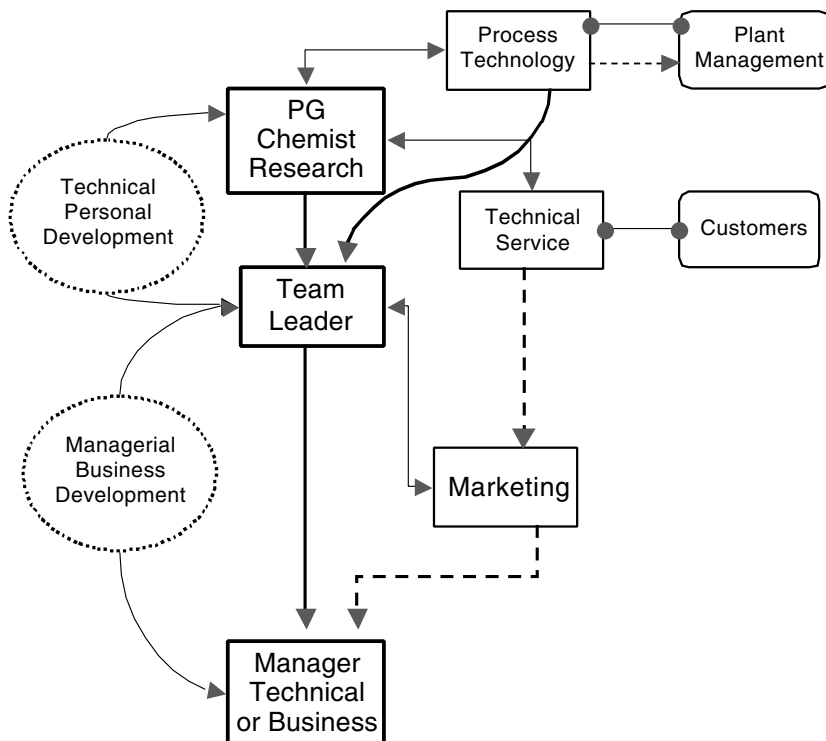 Process
Technology
Plant
Management
PG
Chemist
Research
Technical
Personal
Development
Technical
Service
Customers
Team
Leader
Managerial
Business
Development
Marketing
Manager
Technical
or Business